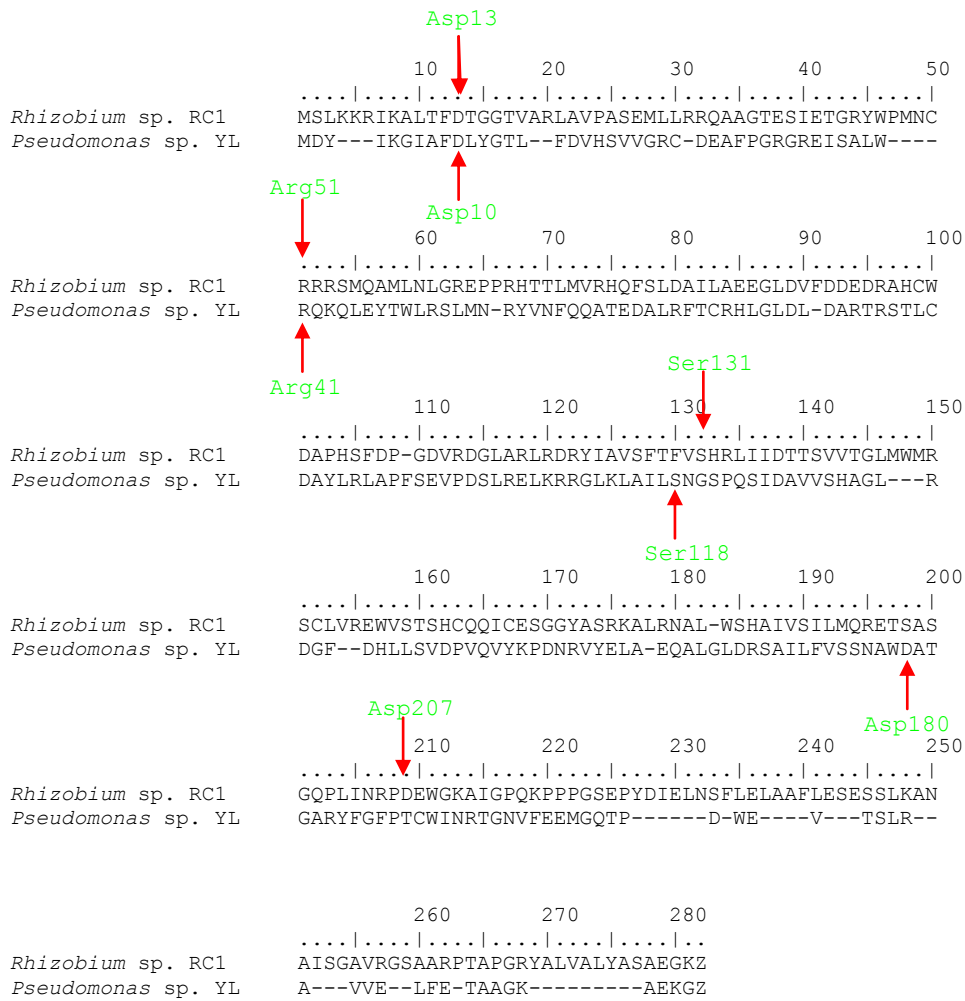 Asp13
10 20 30 40 50
....|....|....|....|....|....|....|....|....|....|
Rhizobium sp. RC1 MSLKKRIKALTFDTGGTVARLAVPASEMLLRRQAAGTESIETGRYWPMNC
Pseudomonas sp. YL MDY---IKGIAFDLYGTL--FDVHSVVGRC-DEAFPGRGREISALW----
Arg51 Asp10
60 70 80 90 100
....|....|....|....|....|....|....|....|....|....|
Rhizobium sp. RC1 RRRSMQAMLNLGREPPRHTTLMVRHQFSLDAILAEEGLDVFDDEDRAHCW
Pseudomonas sp. YL RQKQLEYTWLRSLMN-RYVNFQQATEDALRFTCRHLGLDLD-DARTRSTLC
Arg41 Ser131
110 120 130 140 150
....|....|....|....|....|....|....|....|....|....|
Rhizobium sp. RC1 DAPHSFDP-GDVRDGLARLRDRYIAVSFTFVSHRLIIDTTSVVTGLMWMR
Pseudomonas sp. YL DAYLRLAPFSEVPDSLRELKRRGLKLAILSNGSPQSIDAVVSHAGL---R
Ser118
160 170 180 190 200
....|....|....|....|....|....|....|....|....|....|
Rhizobium sp. RC1 SCLVREWVSTSHCQQICESGGYASRKALRNAL-WSHAIVSILMQRETSAS
Pseudomonas sp. YL DGF--DHLLSVDPVQVYKPDNRVYELA-EQALGLDRSAILFVSSNAWDAT
Asp207 Asp180
210 220 230 240 250
....|....|....|....|....|....|....|....|....|....|
Rhizobium sp. RC1 GQPLINRPDEWGKAIGPQKPPPGSEPYDIELNSFLELAAFLESESSLKAN
Pseudomonas sp. YL GARYFGFPTCWINRTGNVFEEMGQTP------D-WE----V---TSLR--
260 270 280
....|....|....|....|....|....|..
Rhizobium sp. RC1 AISGAVRGSAARPTAPGRYALVALYASAEGKZ
Pseudomonas sp. YL A---VVE--LFE-TAAGK---------AEKGZ